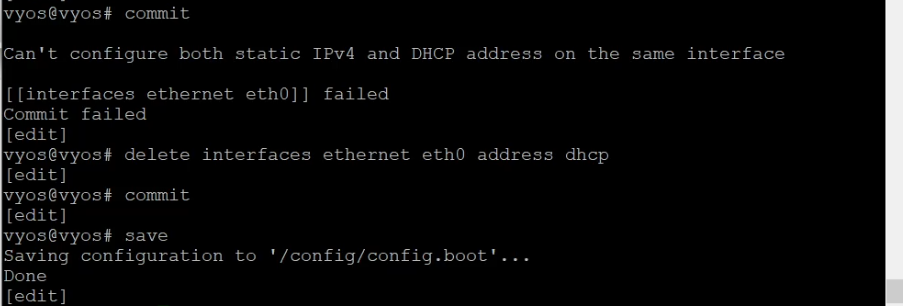 vyos@vyos# commit
Can't configure both static IPv4 and DHCP address on the same interface
[[interfaces ethernet eth0]] failed
Commit failed
[edit]
vyos@vyos# delete interfaces ethernet eth0 address dhcp
[edit]
vyos@vyos# commit
[edit]
vyos@vyos# save
Saving configuration to '/config/config.boot'...
Done
[edit]